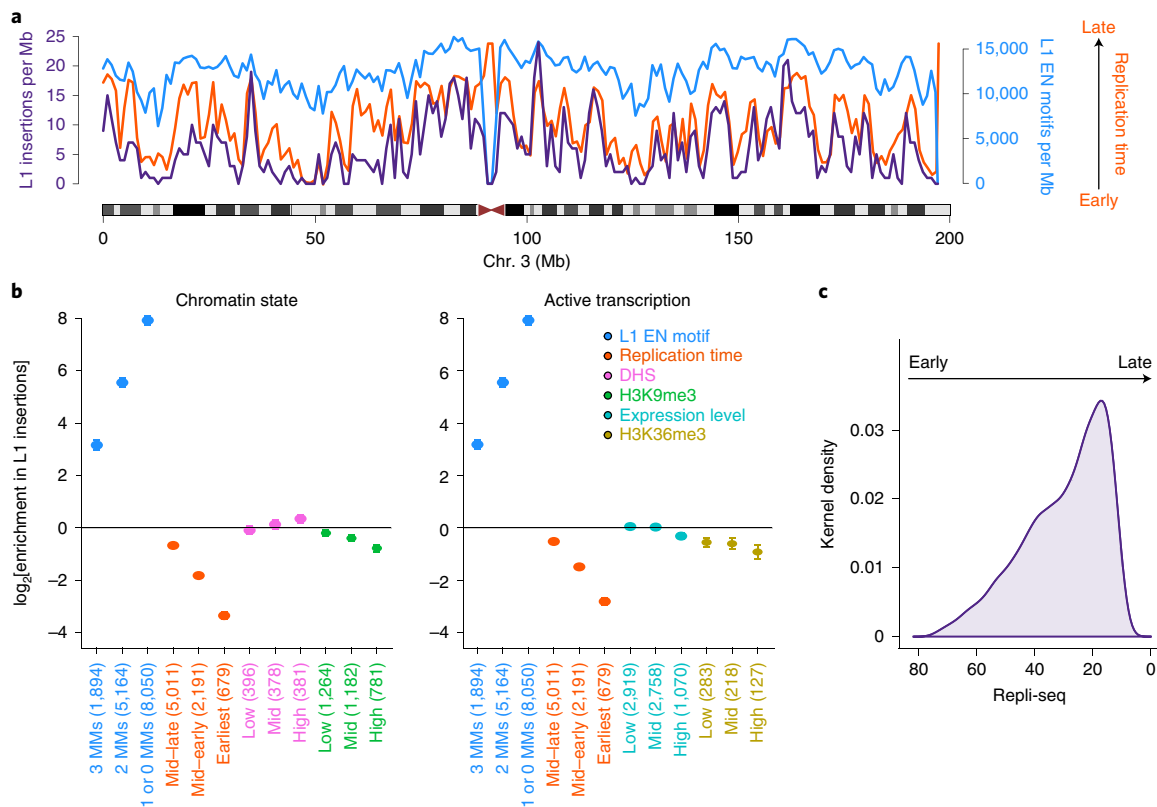 a
L1 insertions per Mb
25
20
15
10
5
0
15,000
10,000
5,000
0
L1 EN motifs per Mb
Late
Replication time
Early
0
50
100
150
200
Chr. 3 (Mb)
b
Chromatin state
log2[enrichment in L1 insertions]
8
6
4
2
0
–2
–4
3 MMs (1,894)
2 MMs (5,164)
1 or 0 MMs (8,050)
Mid–late (5,011)
Mid–early (2,191)
Earliest (679)
Low (396)
Mid (378)
High (381)
Low (1,264)
Mid (1,182)
High (781)
Active transcription
8
6
4
2
0
–2
–4
L1 EN motif
Replication time
DHS
H3K9me3
Expression level
H3K36me3
3 MMs (1,894)
2 MMs (5,164)
1 or 0 MMs (8,050)
Mid–late (5,011)
Mid–early (2,191)
Earliest (679)
Low (2,919)
Mid (2,758)
High (1,070)
Low (283)
Mid (218)
High (127)
c
Early
Late
Kernel density
0.03
0.02
0.01
0
80
60
40
20
0
Repli-seq